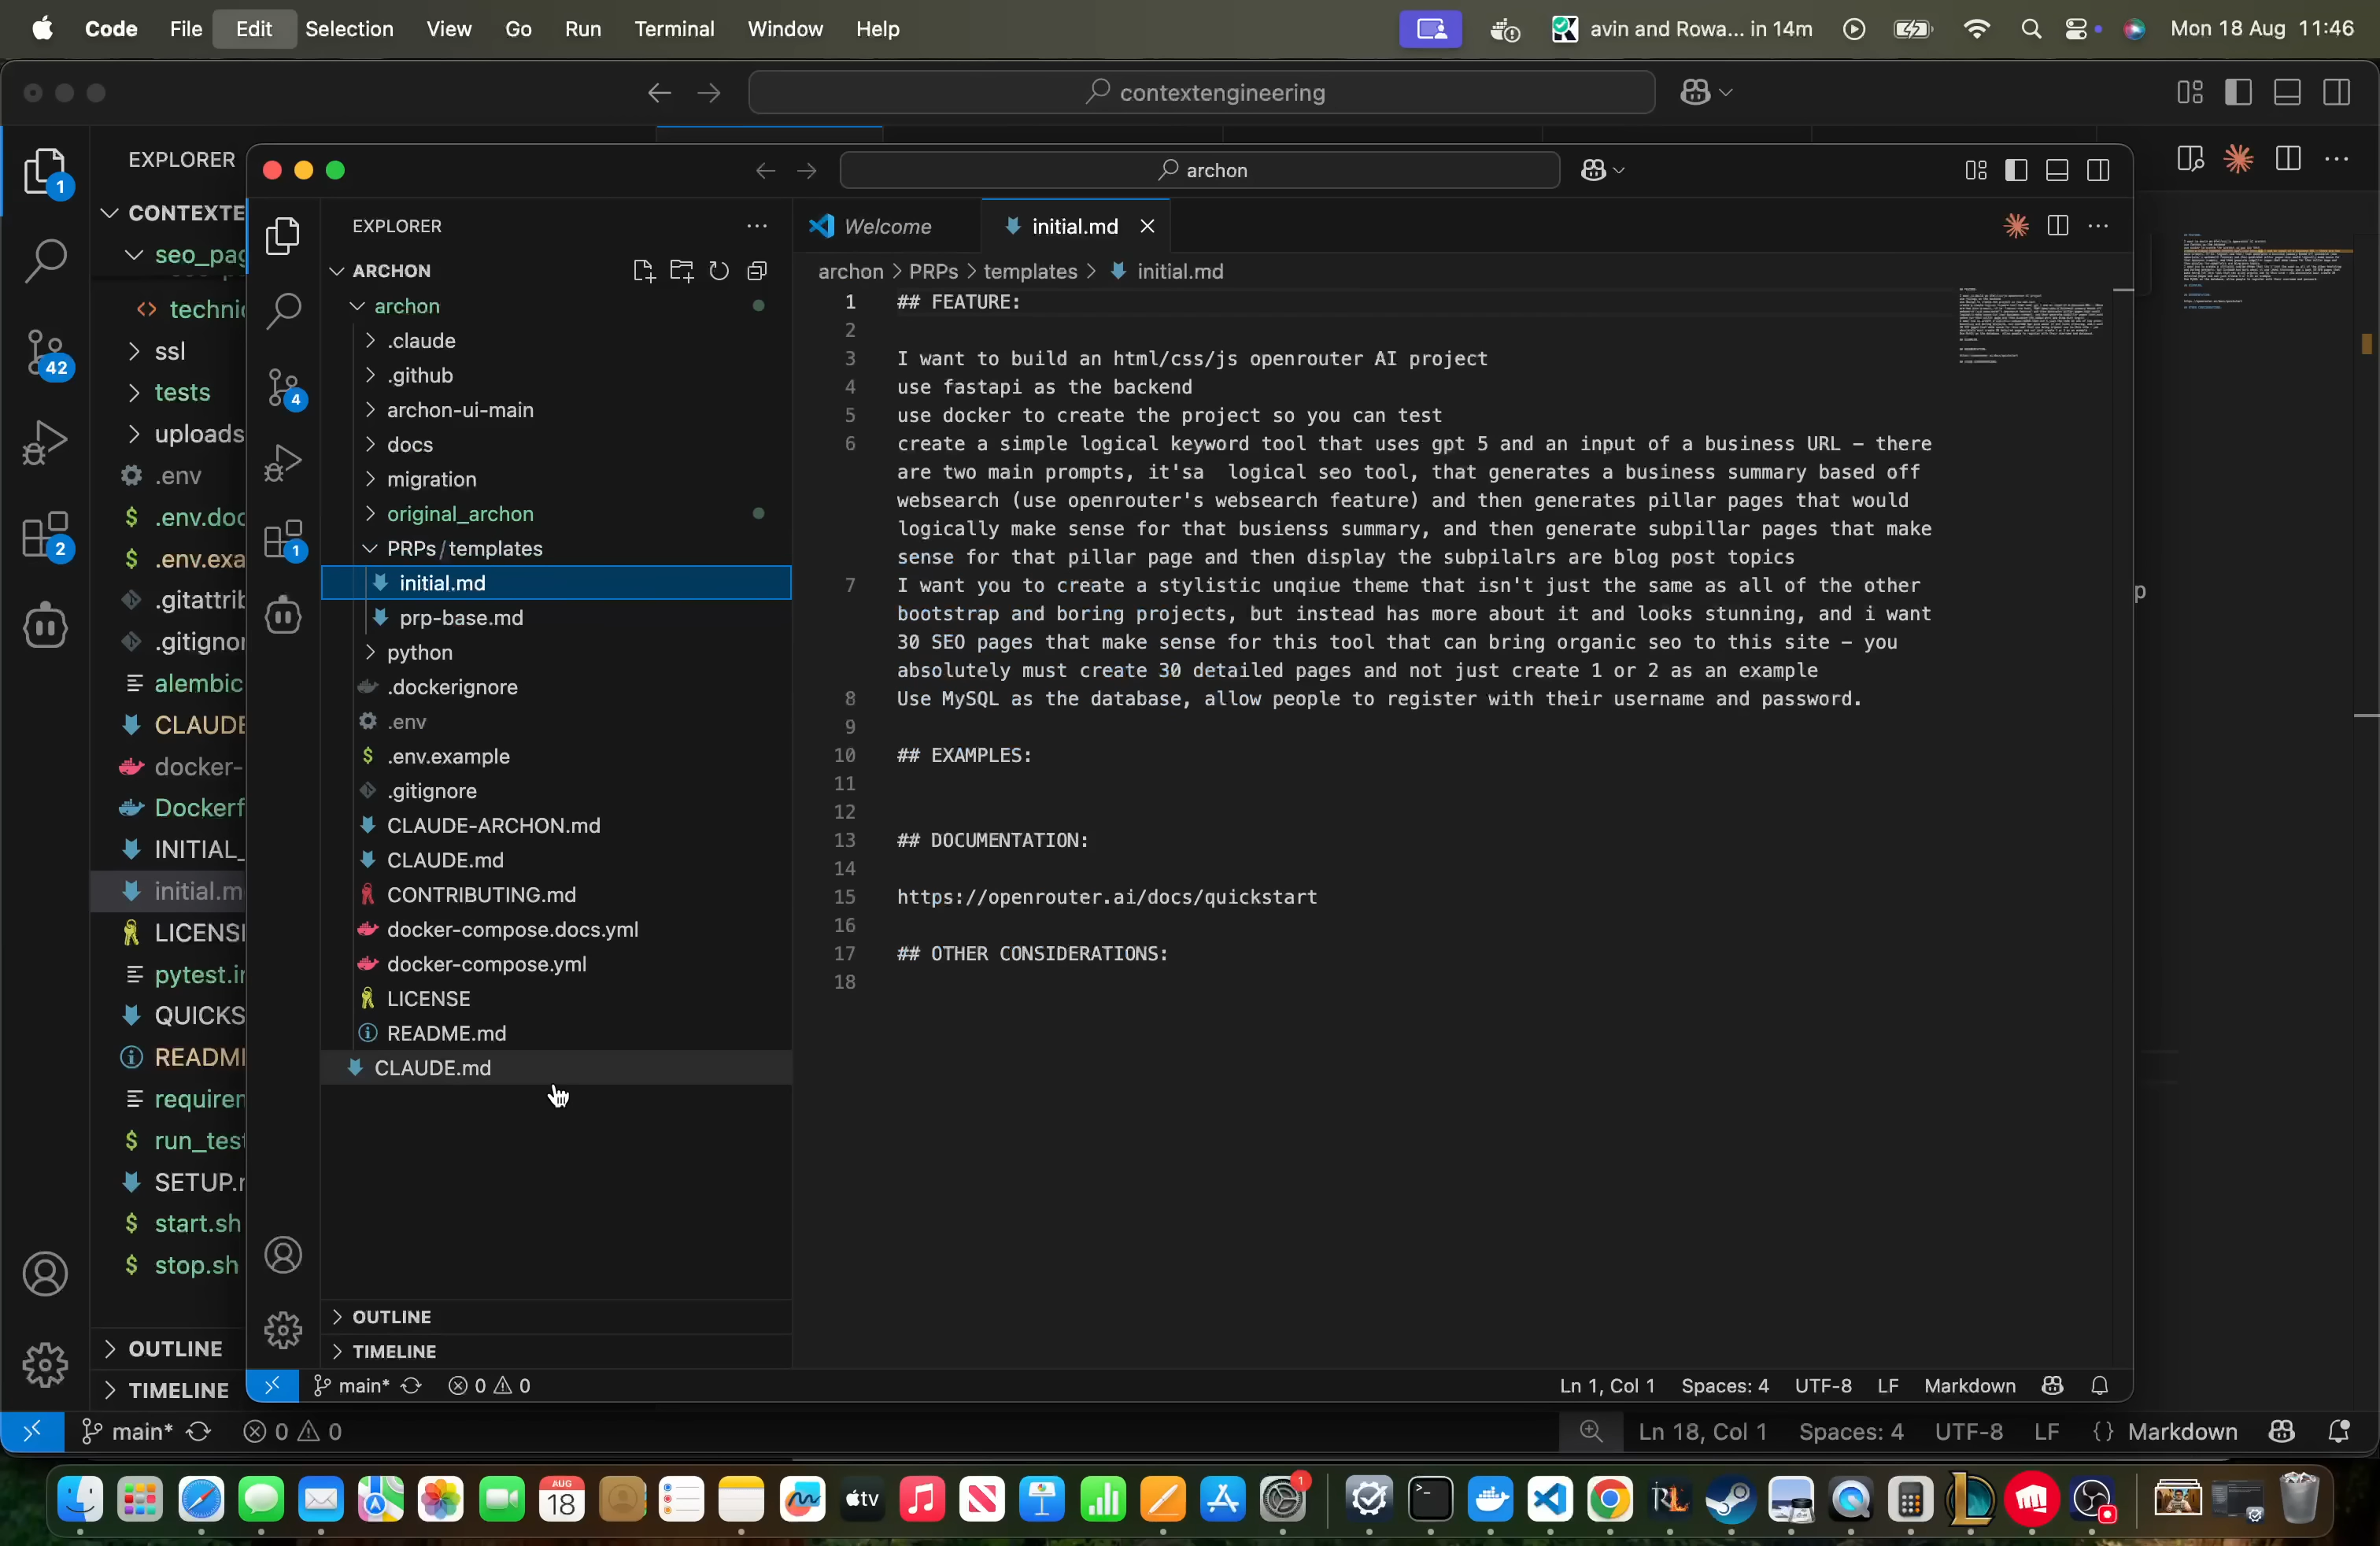 Code File Edit Selection View Go Run Terminal Window Help
avin and Rowa... in 14m
Mon 18 Aug 11:46
contextengineering
EXPLORER
CONTEXTE
seo_pag
technic
ssl
tests
uploads
.env
.env.doc
.env.exa
.gitattrib
.gitignor
alembic
CLAUDE
docker-
Dockerf
INITIAL_
initial.m
LICENSE
pytest.in
QUICKS
README
requirem
run_test
SETUP.
start.sh
stop.sh
OUTLINE
TIMELINE
1
42
2
archon
EXPLORER
ARCHON
archon
.claude
.github
archon-ui-main
docs
migration
original_archon
PRPs/templates
initial.md
prp-base.md
python
.dockerignore
.env
.env.example
.gitignore
CLAUDE-ARCHON.md
CLAUDE.md
CONTRIBUTING.md
docker-compose.docs.yml
docker-compose.yml
LICENSE
README.md
CLAUDE.md
OUTLINE
TIMELINE
4
1
Welcome
initial.md
archon > PRPs > templates > initial.md
1 ## FEATURE:
2
3 I want to build an html/css/js openrouter AI project
4 use fastapi as the backend
5 use docker to create the project so you can test
6 create a simple logical keyword tool that uses gpt 5 and an input of a business URL – there
are two main prompts, it'sa  logical seo tool, that generates a business summary based off
websearch (use openrouter's websearch feature) and then generates pillar pages that would
logically make sense for that busienss summary, and then generate subpillar pages that make
sense for that pillar page and then display the subpilalrs are blog post topics
7 I want you to create a stylistic unqiue theme that isn't just the same as all of the other
bootstrap and boring projects, but instead has more about it and looks stunning, and i want
30 SEO pages that make sense for this tool that can bring organic seo to this site – you
absolutely must create 30 detailed pages and not just create 1 or 2 as an example
8 Use MySQL as the database, allow people to register with their username and password.
9
10 ## EXAMPLES:
11
12
13 ## DOCUMENTATION:
14
15 https://openrouter.ai/docs/quickstart
16
17 ## OTHER CONSIDERATIONS:
18
p
main* 0 0
Ln 1, Col 1 Spaces: 4 UTF-8 LF Markdown
main* 0 0
Ln 18, Col 1 Spaces: 4 UTF-8 LF {} Markdown
AUG
18
tv
1